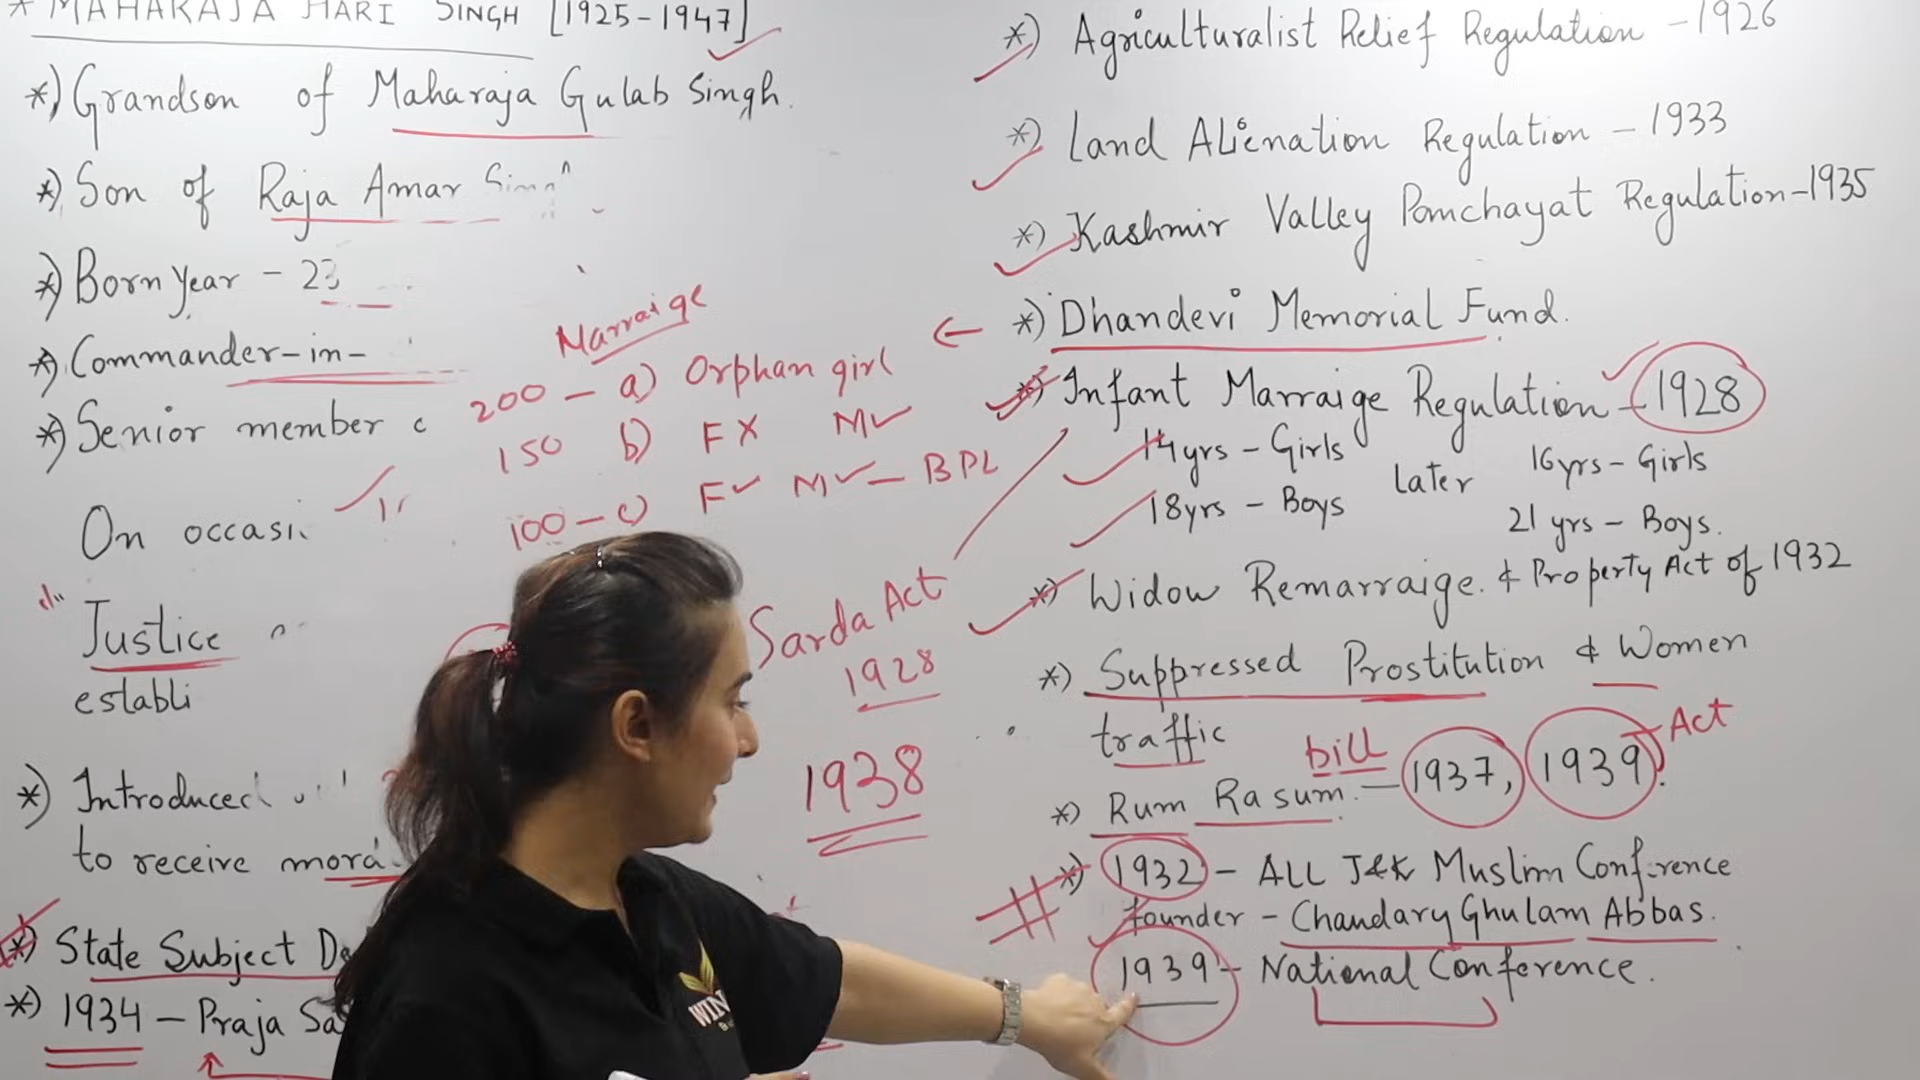 * MAHARAJA HARI SINGH [1925-1947]
*) Grandson of Maharaja Gulab Singh.
*) Son of Raja Amar Singh
*) Born Year - 23
*) Commander-in-
*) Senior member
On occasi
Justice
establi
*) Introduced
to receive
*) State Subject
*) 1934 - Praja
Marraige
200 - a) Orphan girl
150 b) F X M ✓
100 - c) F ✓ M ✓ - BPL
Sarda Act
1928
1938
*) Agriculturalist Relief Regulation - 1926
*) Land Alienation Regulation - 1933
*) Kashmir Valley Panchayat Regulation - 1935
← *) Dhandevi Memorial Fund.
*) Infant Marraige Regulation - 1928
14yrs - Girls Later 16yrs - Girls
18yrs - Boys 21 yrs - Boys.
*) Widow Remarraige. & Property Act of 1932
*) Suppressed Prostitution & Women
traffic
*) Rum Rasum. - bill 1937, 1939. Act
# *) 1932 - ALL J&K Muslim Conference
founder - Chaudary Ghulam Abbas.
1939 - National Conference.
WIN